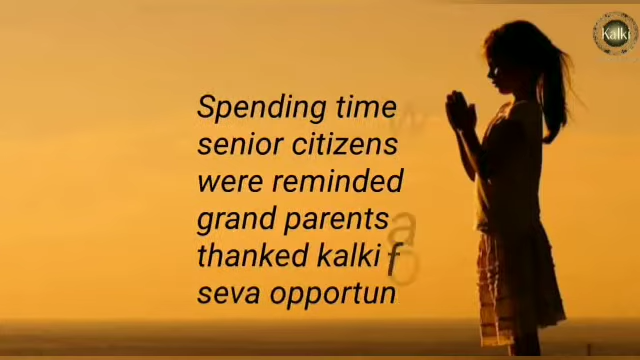 Kalki
Spending time w
senior citizens
were reminded
grand parents a
thanked kalki f
seva opportun o